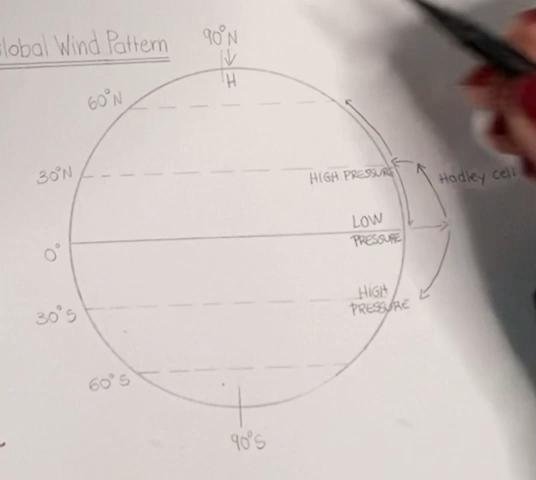 lobal Wind Pattern
90°N
H
60°N
30°N
HIGH PRESSURE
Hadley cell
LOW
PRESSURE
0°
HIGH
PRESSURE
30°S
60°S
90°S